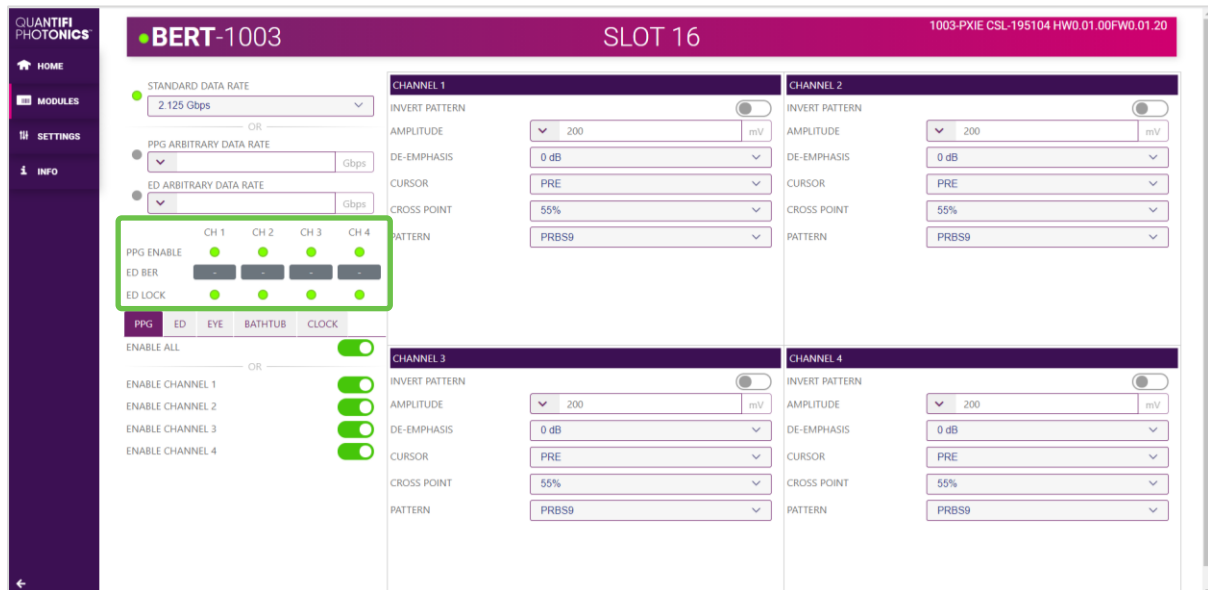 QUANTIFI
PHOTONICS
HOME
MODULES
SETTINGS
INFO
BERT-1003
SLOT 16
1003-PXIE CSL-195104 HW0.01.00FW0.01.20
STANDARD DATA RATE
2.125 Gbps
OR
PPG ARBITRARY DATA RATE
Gbps
ED ARBITRARY DATA RATE
Gbps
CH 1 CH 2 CH 3 CH 4
PPG ENABLE
ED BER - - - -
ED LOCK
PPG ED EYE BATHTUB CLOCK
ENABLE ALL
OR
ENABLE CHANNEL 1
ENABLE CHANNEL 2
ENABLE CHANNEL 3
ENABLE CHANNEL 4
CHANNEL 1
INVERT PATTERN
AMPLITUDE 200 mV
DE-EMPHASIS 0 dB
CURSOR PRE
CROSS POINT 55%
PATTERN PRBS9
CHANNEL 2
INVERT PATTERN
AMPLITUDE 200 mV
DE-EMPHASIS 0 dB
CURSOR PRE
CROSS POINT 55%
PATTERN PRBS9
CHANNEL 3
INVERT PATTERN
AMPLITUDE 200 mV
DE-EMPHASIS 0 dB
CURSOR PRE
CROSS POINT 55%
PATTERN PRBS9
CHANNEL 4
INVERT PATTERN
AMPLITUDE 200 mV
DE-EMPHASIS 0 dB
CURSOR PRE
CROSS POINT 55%
PATTERN PRBS9